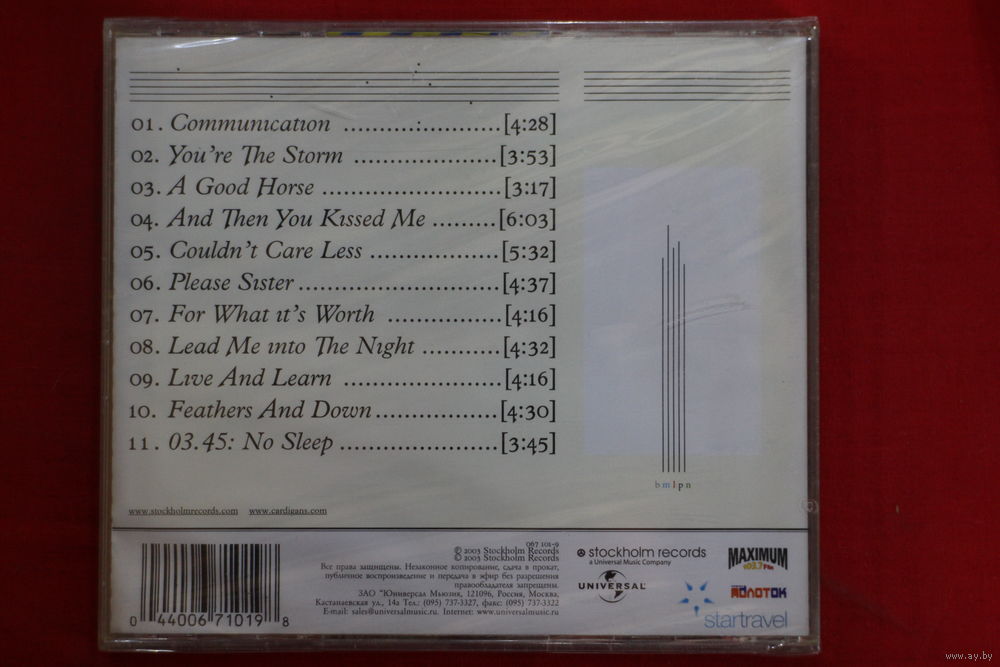 01. Communication ......................... [4:28]
02. You're The Storm .................... [3:53]
03. A Good Horse ......................... [3:17]
04. And Then You Kissed Me ......... [6:03]
05. Couldn't Care Less .................. [5:32]
06. Please Sister ............................ [4:37]
07. For What it's Worth ................ [4:16]
08. Lead Me into The Night ........... [4:32]
09. Live And Learn ...................... [4:16]
10. Feathers And Down ................. [4:30]
11. 03.45: No Sleep ...................... [3:45]
bmlpn
www.stockholmrecords.com www.cardigans.com
067 101-9
℗ 2003 Stockholm Records
© 2003 Stockholm Records
Все права защищены. Незаконное копирование, сдача в прокат,
публичное воспроизведение и передача в эфир без разрешения
правообладателя запрещены.
ЗАО "Юниверсал Мьюзик, 121096, Россия, Москва,
Кастанаевская ул., 14а Тел.: (095) 737-3327, факс: (095) 737-3322
E-mail: sales@universalmusic.ru. Internet: www.universalmusic.ru
0 44006 71019 8
stockholm records
a Universal Music Company
UNIVERSAL
MAXIMUM
103.7 FM
МОЛОТОК
startravel
www.ay.by